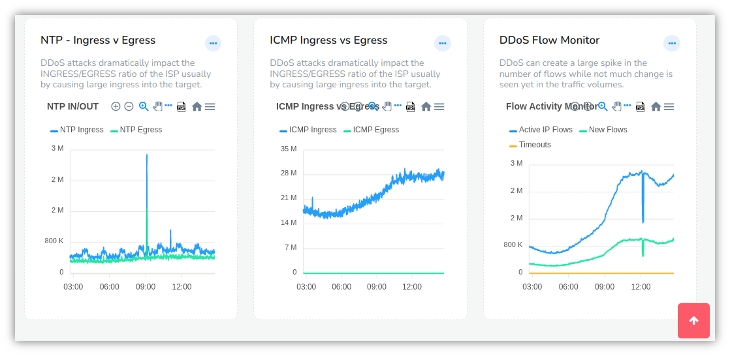 NTP - Ingress v Egress
DDoS attacks dramatically impact the
INGRESS/EGRESS ratio of the ISP usually
by causing large ingress into the target.
NTP IN/OUT
NTP Ingress NTP Egress
3 M
2 M
2 M
800 K
0
03:00 06:00 09:00 12:00
ICMP Ingress vs Egress
DDoS attacks dramatically impact the
INGRESS/EGRESS ratio of the ISP usually
by causing large ingress into the target.
ICMP Ingress vs Egress
ICMP Ingress ICMP Egress
35 M
28 M
21 M
14 M
7 M
0
03:00 06:00 09:00 12:00
DDoS Flow Monitor
DDoS can create a large spike in the
number of flows while not much change is
seen yet in the traffic volumes.
Flow Activity Monitor
Active IP Flows New Flows
Timeouts
3 M
2 M
2 M
800 K
0
03:00 06:00 09:00 12:00